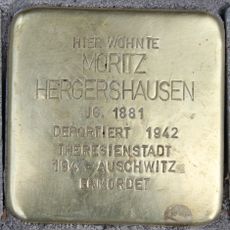 HIER WOHNTE
MORITZ
HERGERSHAUSEN
JG. 1881
DEPORTIERT 1942
THERESIENSTADT
AUSCHWITZ
ERMORDET